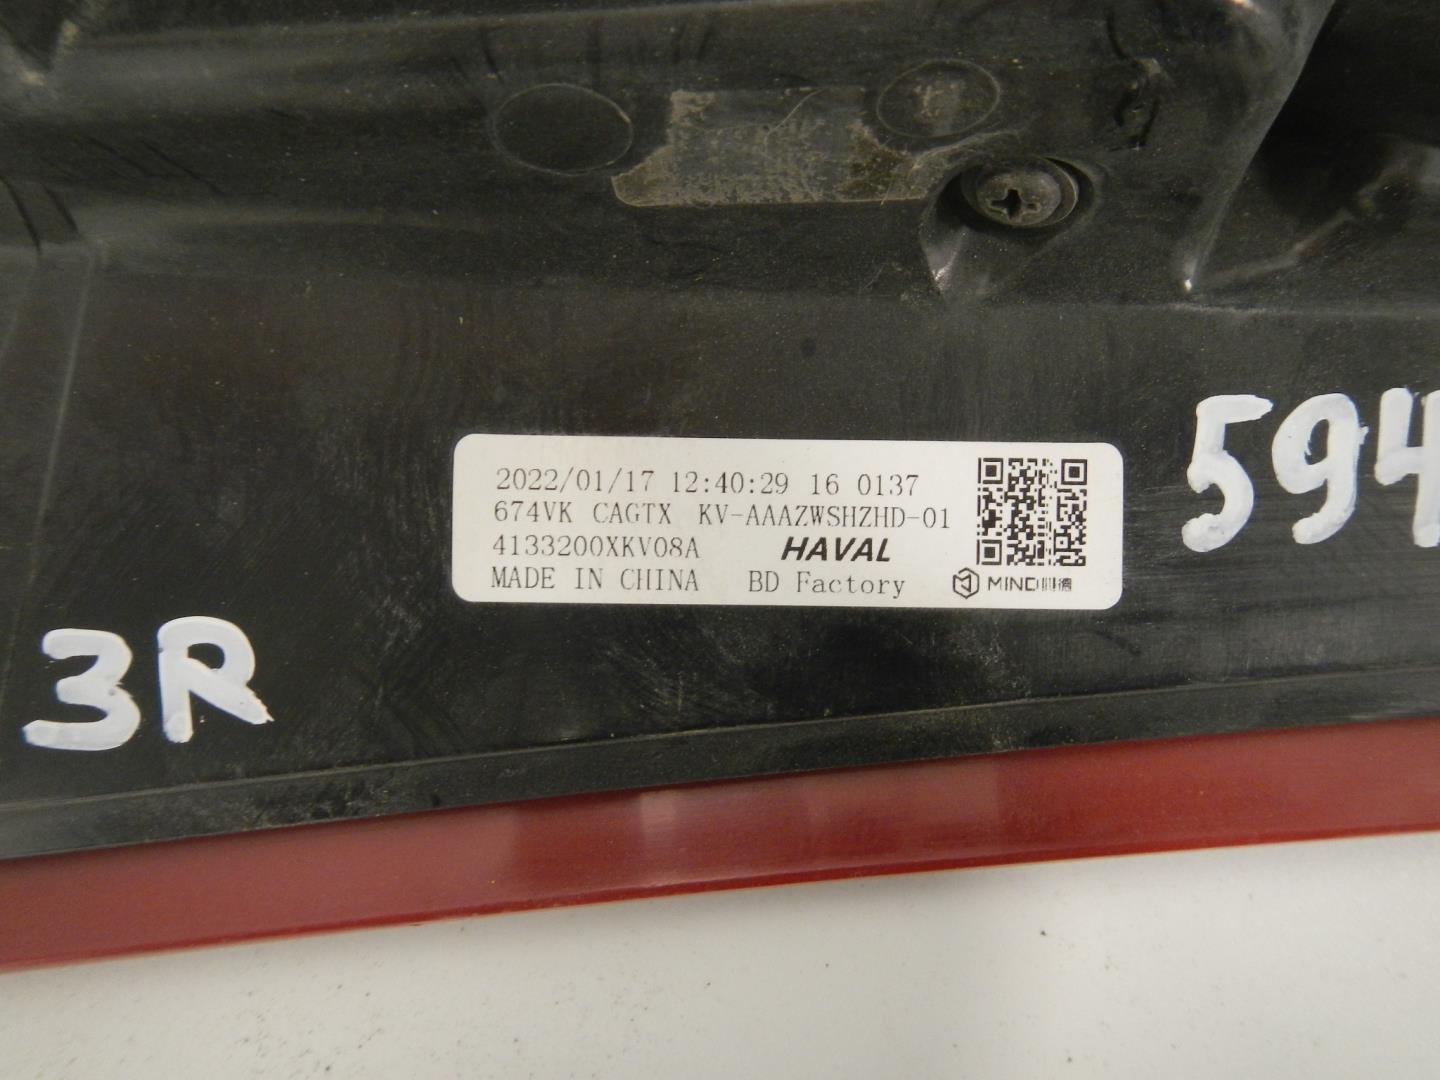 2022/01/17 12:40:29 16 0137
674VK CAGTX KV-AAAZWSHZHD-01
4133200XKV08A HAVAL
MADE IN CHINA BD Factory MIND
594
3R